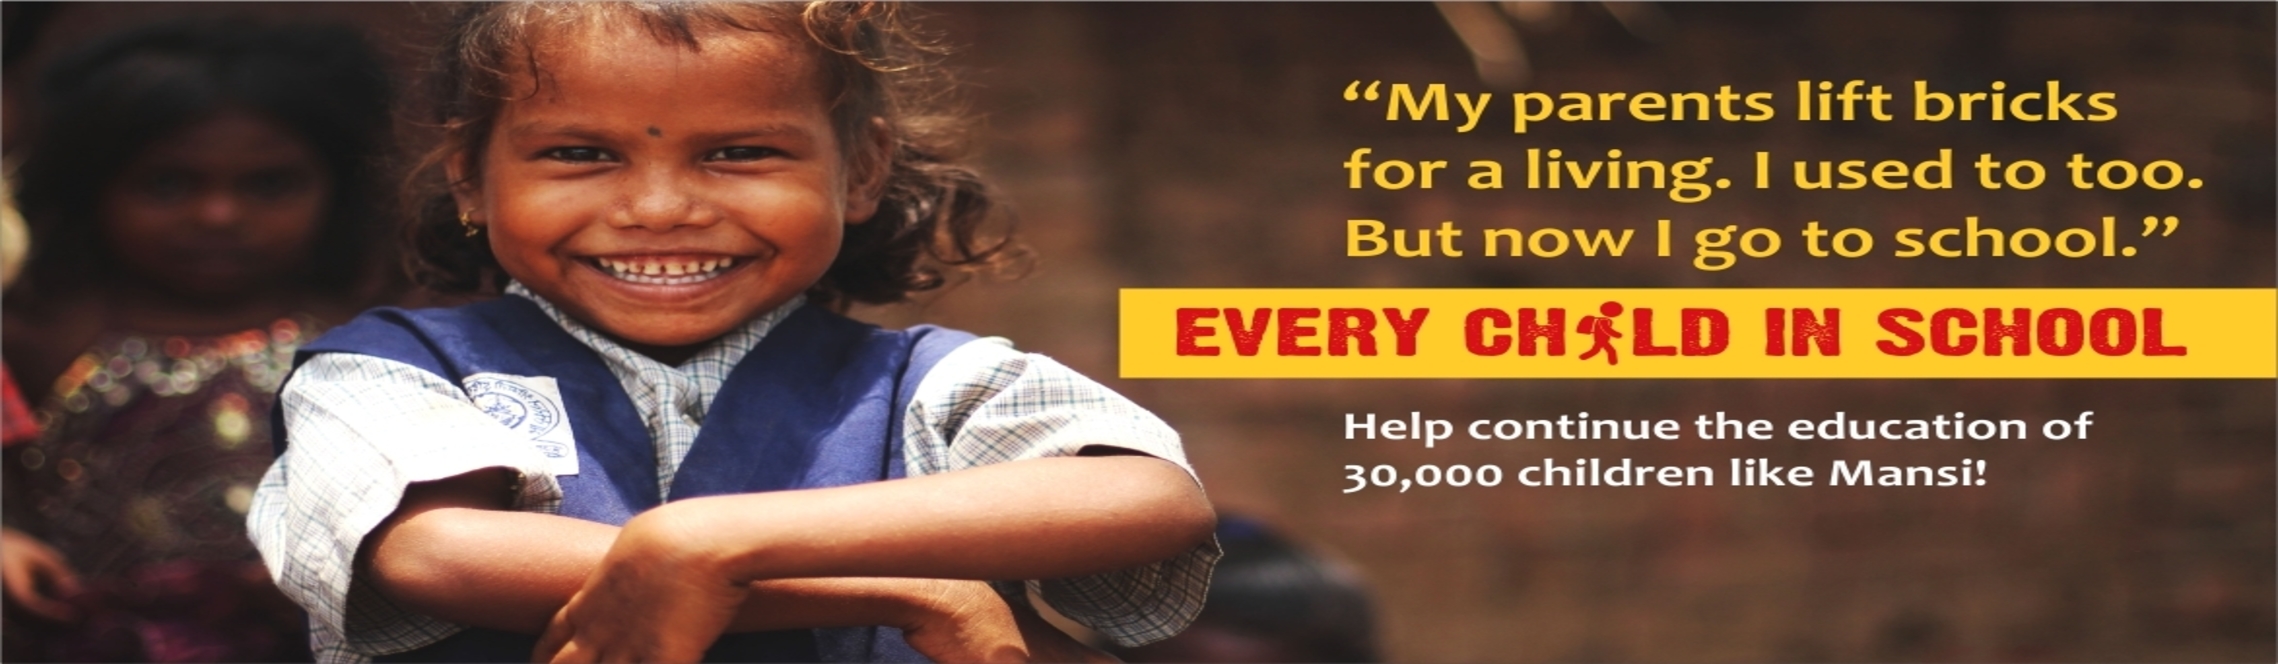 “My parents lift bricks
for a living. I used to too.
But now I go to school.”
EVERY CHILD IN SCHOOL
Help continue the education of
30,000 children like Mansi!